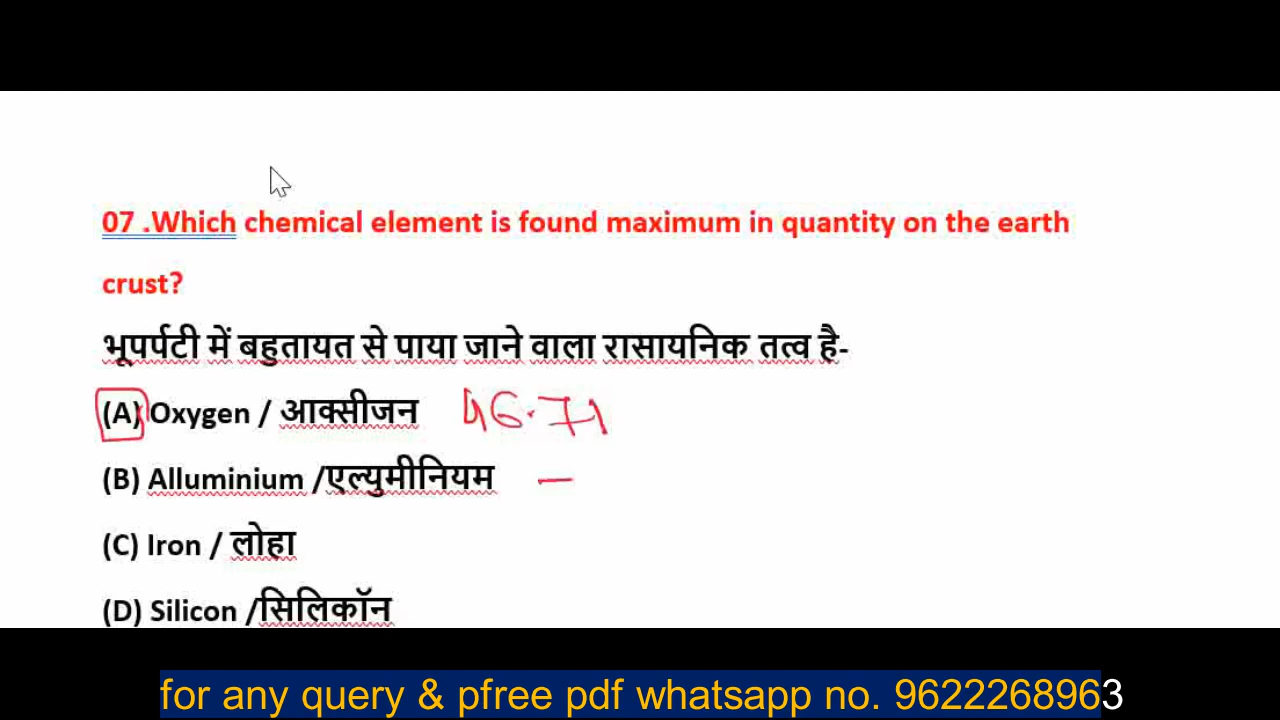 07 .Which chemical element is found maximum in quantity on the earth
crust?
भूपर्पटी में बहुतायत से पाया जाने वाला रासायनिक तत्व है-
(A) Oxygen / आक्सीजन 46.71
(B) Alluminium /एल्युमीनियम —
(C) Iron / लोहा
(D) Silicon /सिलिकॉन
for any query & pfree pdf whatsapp no. 9622268963